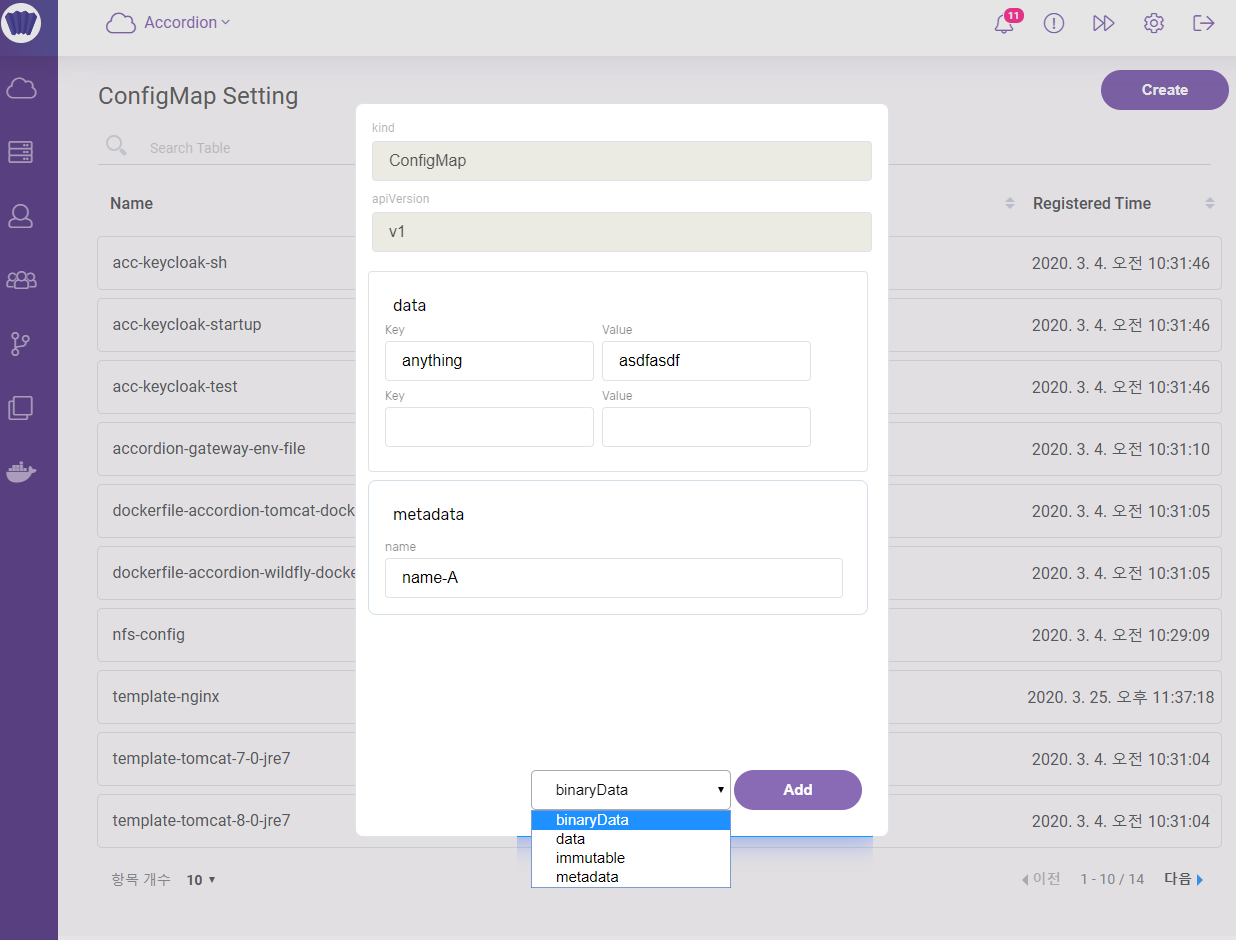 Accordion
11
ConfigMap Setting
Create
Search Table
Name
Registered Time
acc-keycloak-sh
2020. 3. 4. 오전 10:31:46
acc-keycloak-startup
2020. 3. 4. 오전 10:31:46
acc-keycloak-test
2020. 3. 4. 오전 10:31:46
accordion-gateway-env-file
2020. 3. 4. 오전 10:31:10
dockerfile-accordion-tomcat-dock
2020. 3. 4. 오전 10:31:05
dockerfile-accordion-wildfly-docke
2020. 3. 4. 오전 10:31:05
nfs-config
2020. 3. 4. 오전 10:29:09
template-nginx
2020. 3. 25. 오후 11:37:18
template-tomcat-7-0-jre7
2020. 3. 4. 오전 10:31:04
template-tomcat-8-0-jre7
2020. 3. 4. 오전 10:31:04
항목 개수 10
이전 1 - 10 / 14 다음
kind
ConfigMap
apiVersion
v1
data
Key Value
anything asdfasdf
Key Value
metadata
name
name-A
binaryData
Add
binaryData
data
immutable
metadata